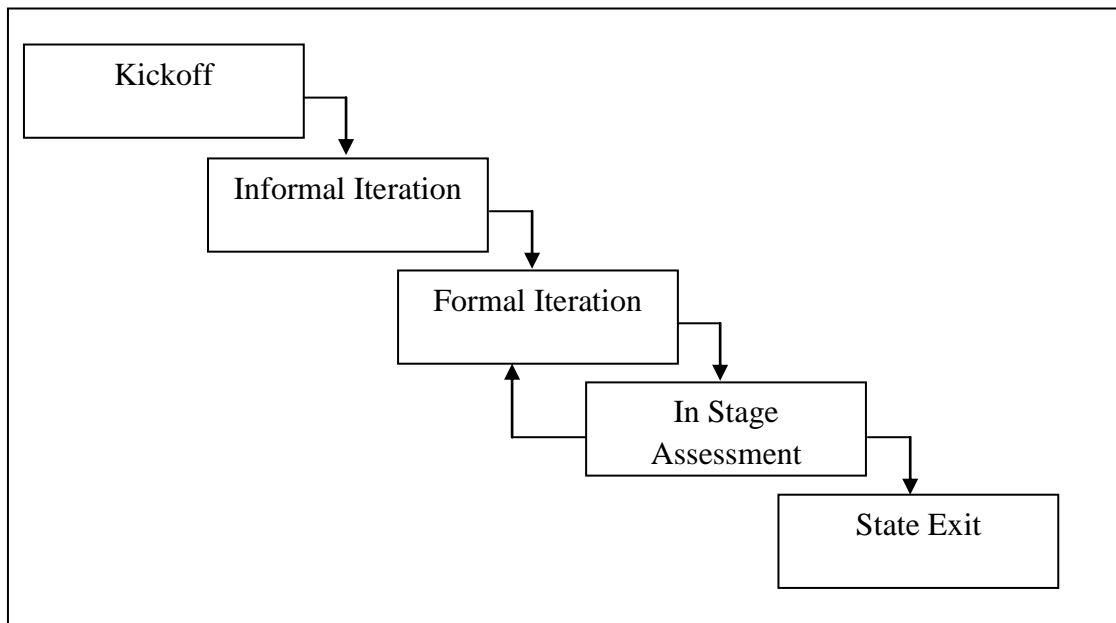 Kickoff
Informal Iteration
Formal Iteration
In Stage
Assessment
State Exit